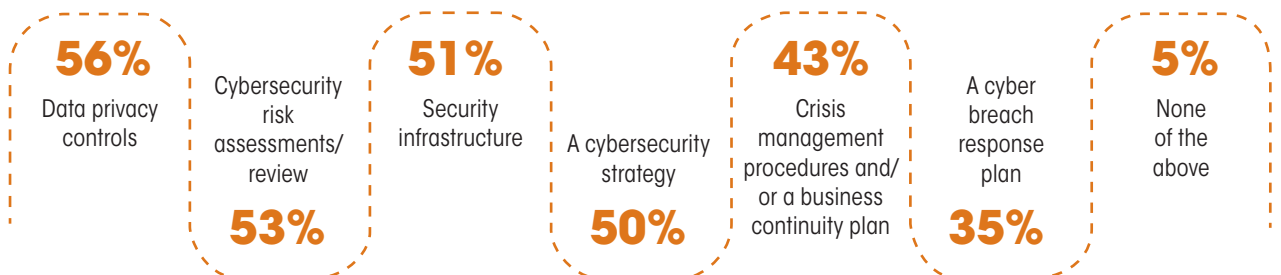 56%
Data privacy
controls
Cybersecurity
risk
assessments/
review
53%
51%
Security
infrastructure
A cybersecurity
strategy
50%
43%
Crisis
management
procedures and/
or a business
continuity plan
A cyber
breach
response
plan
35%
5%
None
of the
above